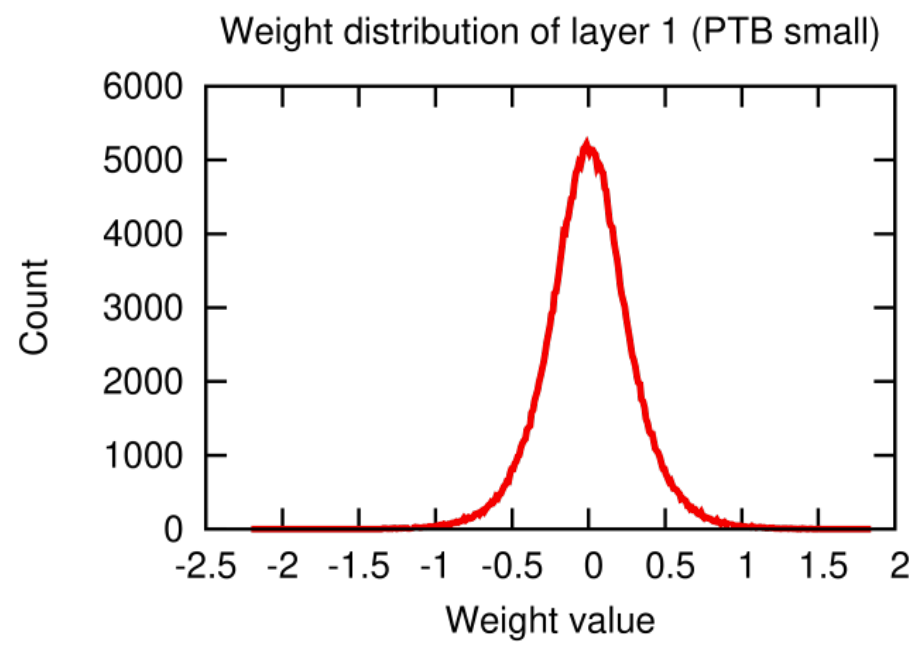 Weight distribution of layer 1 (PTB small)
6000
5000
4000
3000
2000
1000
0
Count
-2.5 -2 -1.5 -1 -0.5 0 0.5 1 1.5 2
Weight value